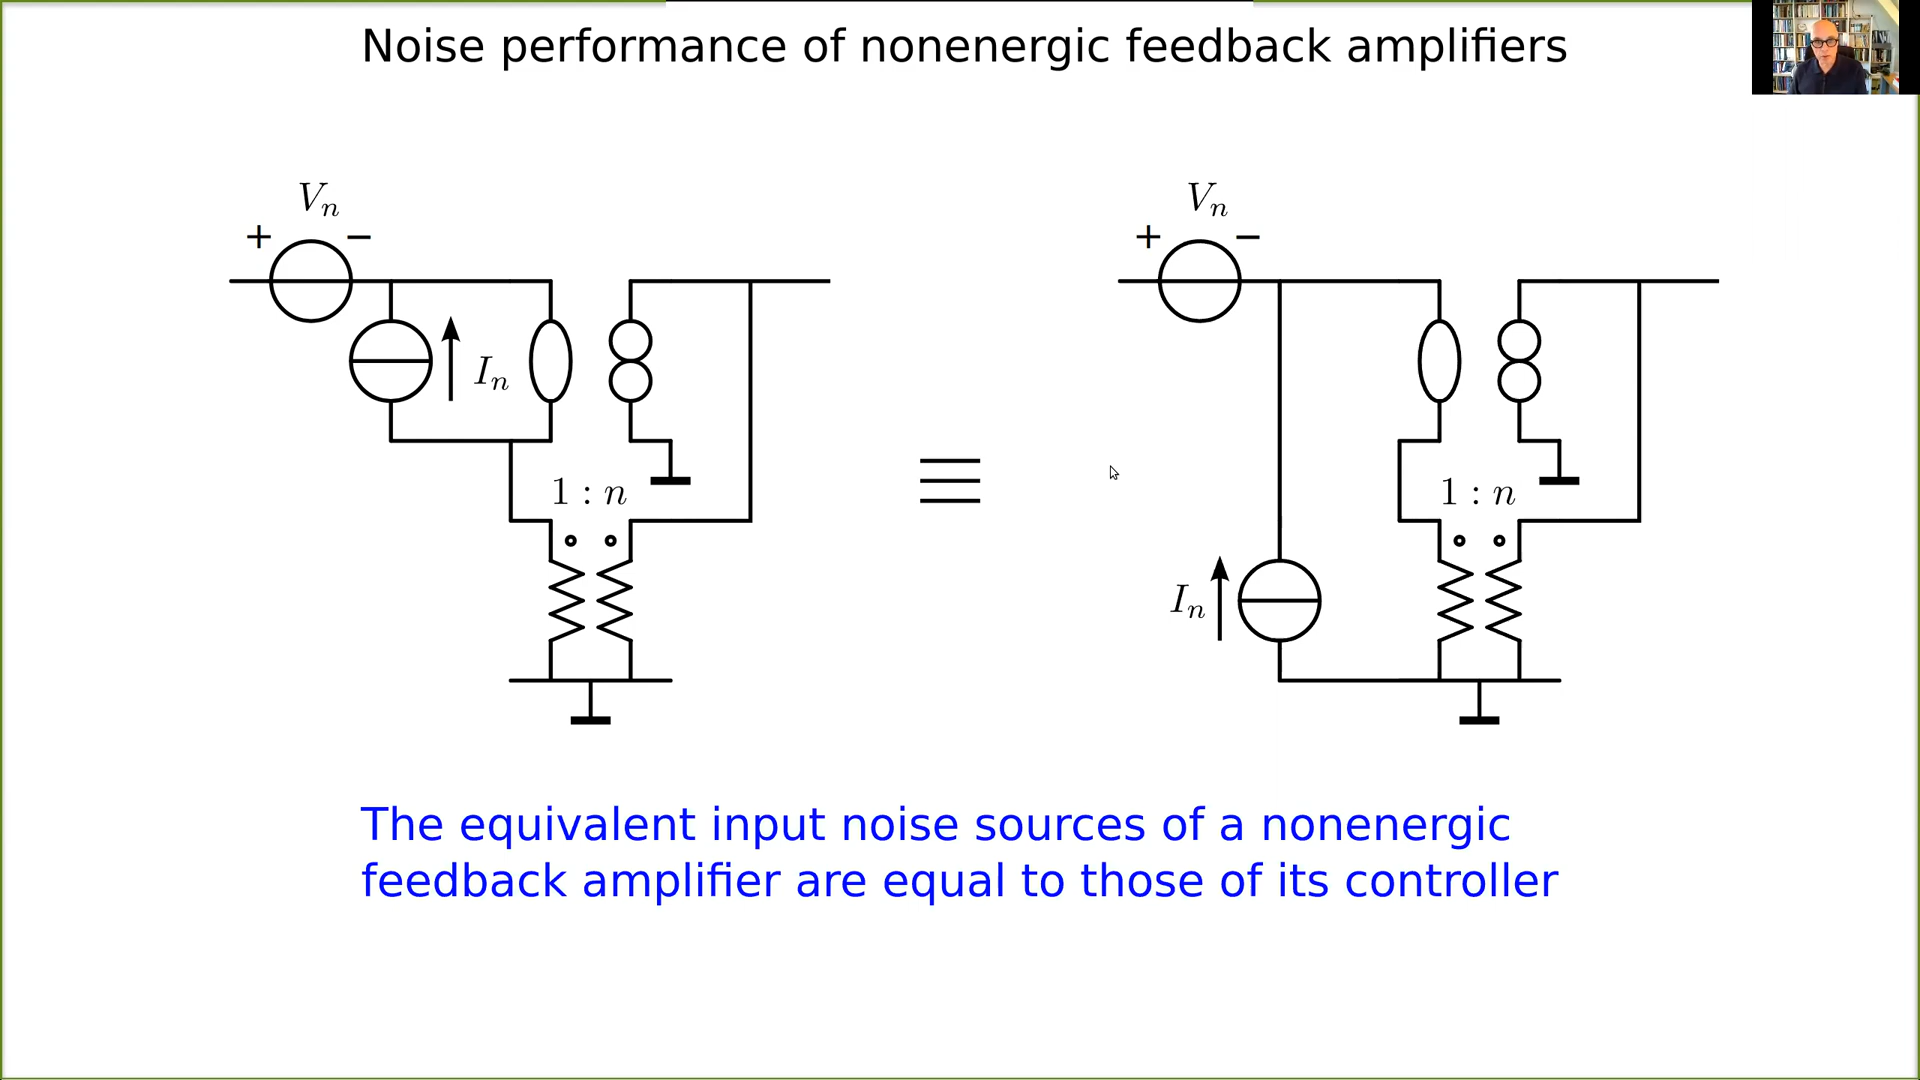 Noise performance of nonenergic feedback amplifiers
Vₙ Vₙ
+ − + −
Iₙ
1 : n 1 : n
Iₙ
The equivalent input noise sources of a nonenergic
feedback amplifier are equal to those of its controller